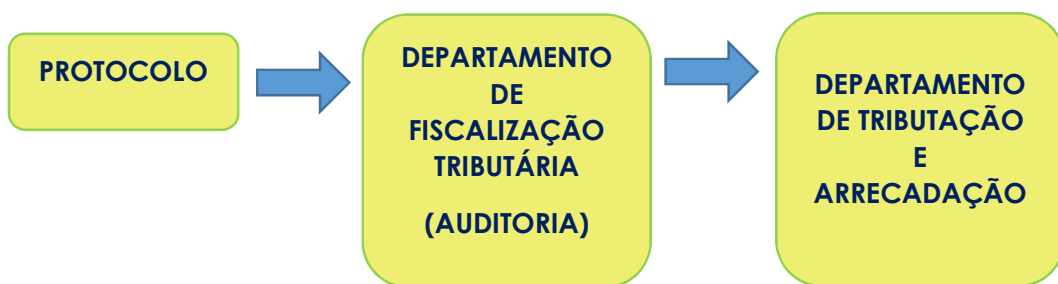 PROTOCOLO
DEPARTAMENTO
DE
FISCALIZAÇÃO
TRIBUTÁRIA
(AUDITORIA)
DEPARTAMENTO
DE TRIBUTAÇÃO
E
ARRECADAÇÃO